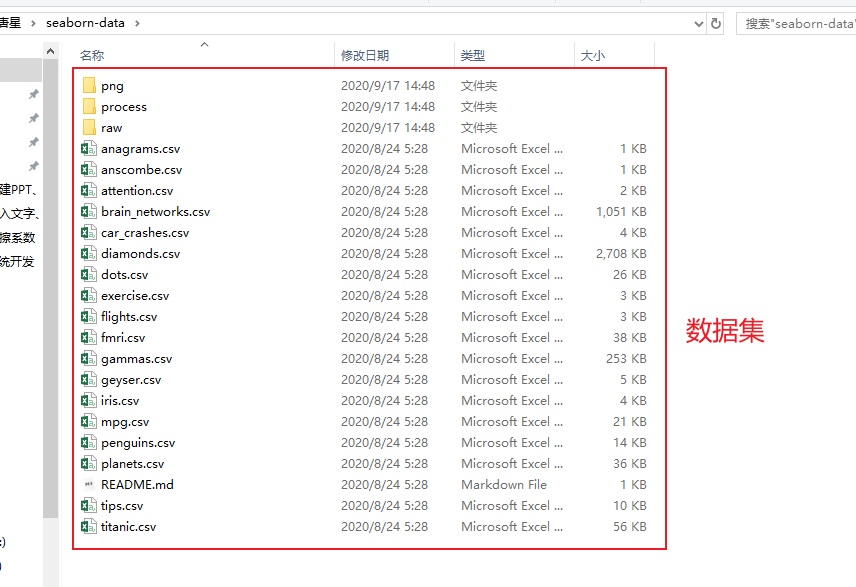 唐星 › seaborn-data ›
搜索"seaborn-data"
名称 修改日期 类型 大小
png 2020/9/17 14:48 文件夹
process 2020/9/17 14:48 文件夹
raw 2020/9/17 14:48 文件夹
anagrams.csv 2020/8/24 5:28 Microsoft Excel ... 1 KB
anscombe.csv 2020/8/24 5:28 Microsoft Excel ... 1 KB
attention.csv 2020/8/24 5:28 Microsoft Excel ... 2 KB
brain_networks.csv 2020/8/24 5:28 Microsoft Excel ... 1,051 KB
car_crashes.csv 2020/8/24 5:28 Microsoft Excel ... 4 KB
diamonds.csv 2020/8/24 5:28 Microsoft Excel ... 2,708 KB
dots.csv 2020/8/24 5:28 Microsoft Excel ... 26 KB
exercise.csv 2020/8/24 5:28 Microsoft Excel ... 3 KB
flights.csv 2020/8/24 5:28 Microsoft Excel ... 3 KB
fmri.csv 2020/8/24 5:28 Microsoft Excel ... 38 KB
gammas.csv 2020/8/24 5:28 Microsoft Excel ... 253 KB
geyser.csv 2020/8/24 5:28 Microsoft Excel ... 5 KB
iris.csv 2020/8/24 5:28 Microsoft Excel ... 4 KB
mpg.csv 2020/8/24 5:28 Microsoft Excel ... 21 KB
penguins.csv 2020/8/24 5:28 Microsoft Excel ... 14 KB
planets.csv 2020/8/24 5:28 Microsoft Excel ... 36 KB
README.md 2020/8/24 5:28 Markdown File 1 KB
tips.csv 2020/8/24 5:28 Microsoft Excel ... 10 KB
titanic.csv 2020/8/24 5:28 Microsoft Excel ... 56 KB
建PPT、
入文字、
擦系数
统开发
:)
)
数据集